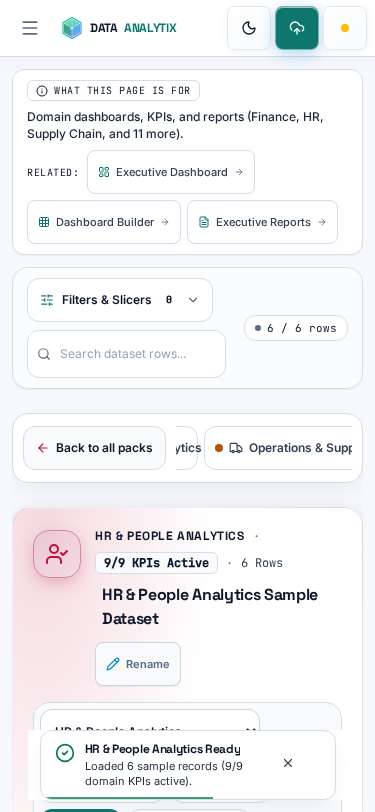 DATA ANALYTIX
WHAT THIS PAGE IS FOR
Domain dashboards, KPIs, and reports (Finance, HR,
Supply Chain, and 11 more).
RELATED:
Executive Dashboard →
Dashboard Builder →
Executive Reports →
Filters & Slicers 0
6 / 6 rows
Search dataset rows...
Back to all packs
ytics
Operations & Supp
HR & PEOPLE ANALYTICS ·
9/9 KPIs Active · 6 Rows
HR & People Analytics Sample
Dataset
Rename
HR & People Analytics Ready
Loaded 6 sample records (9/9
domain KPIs active).